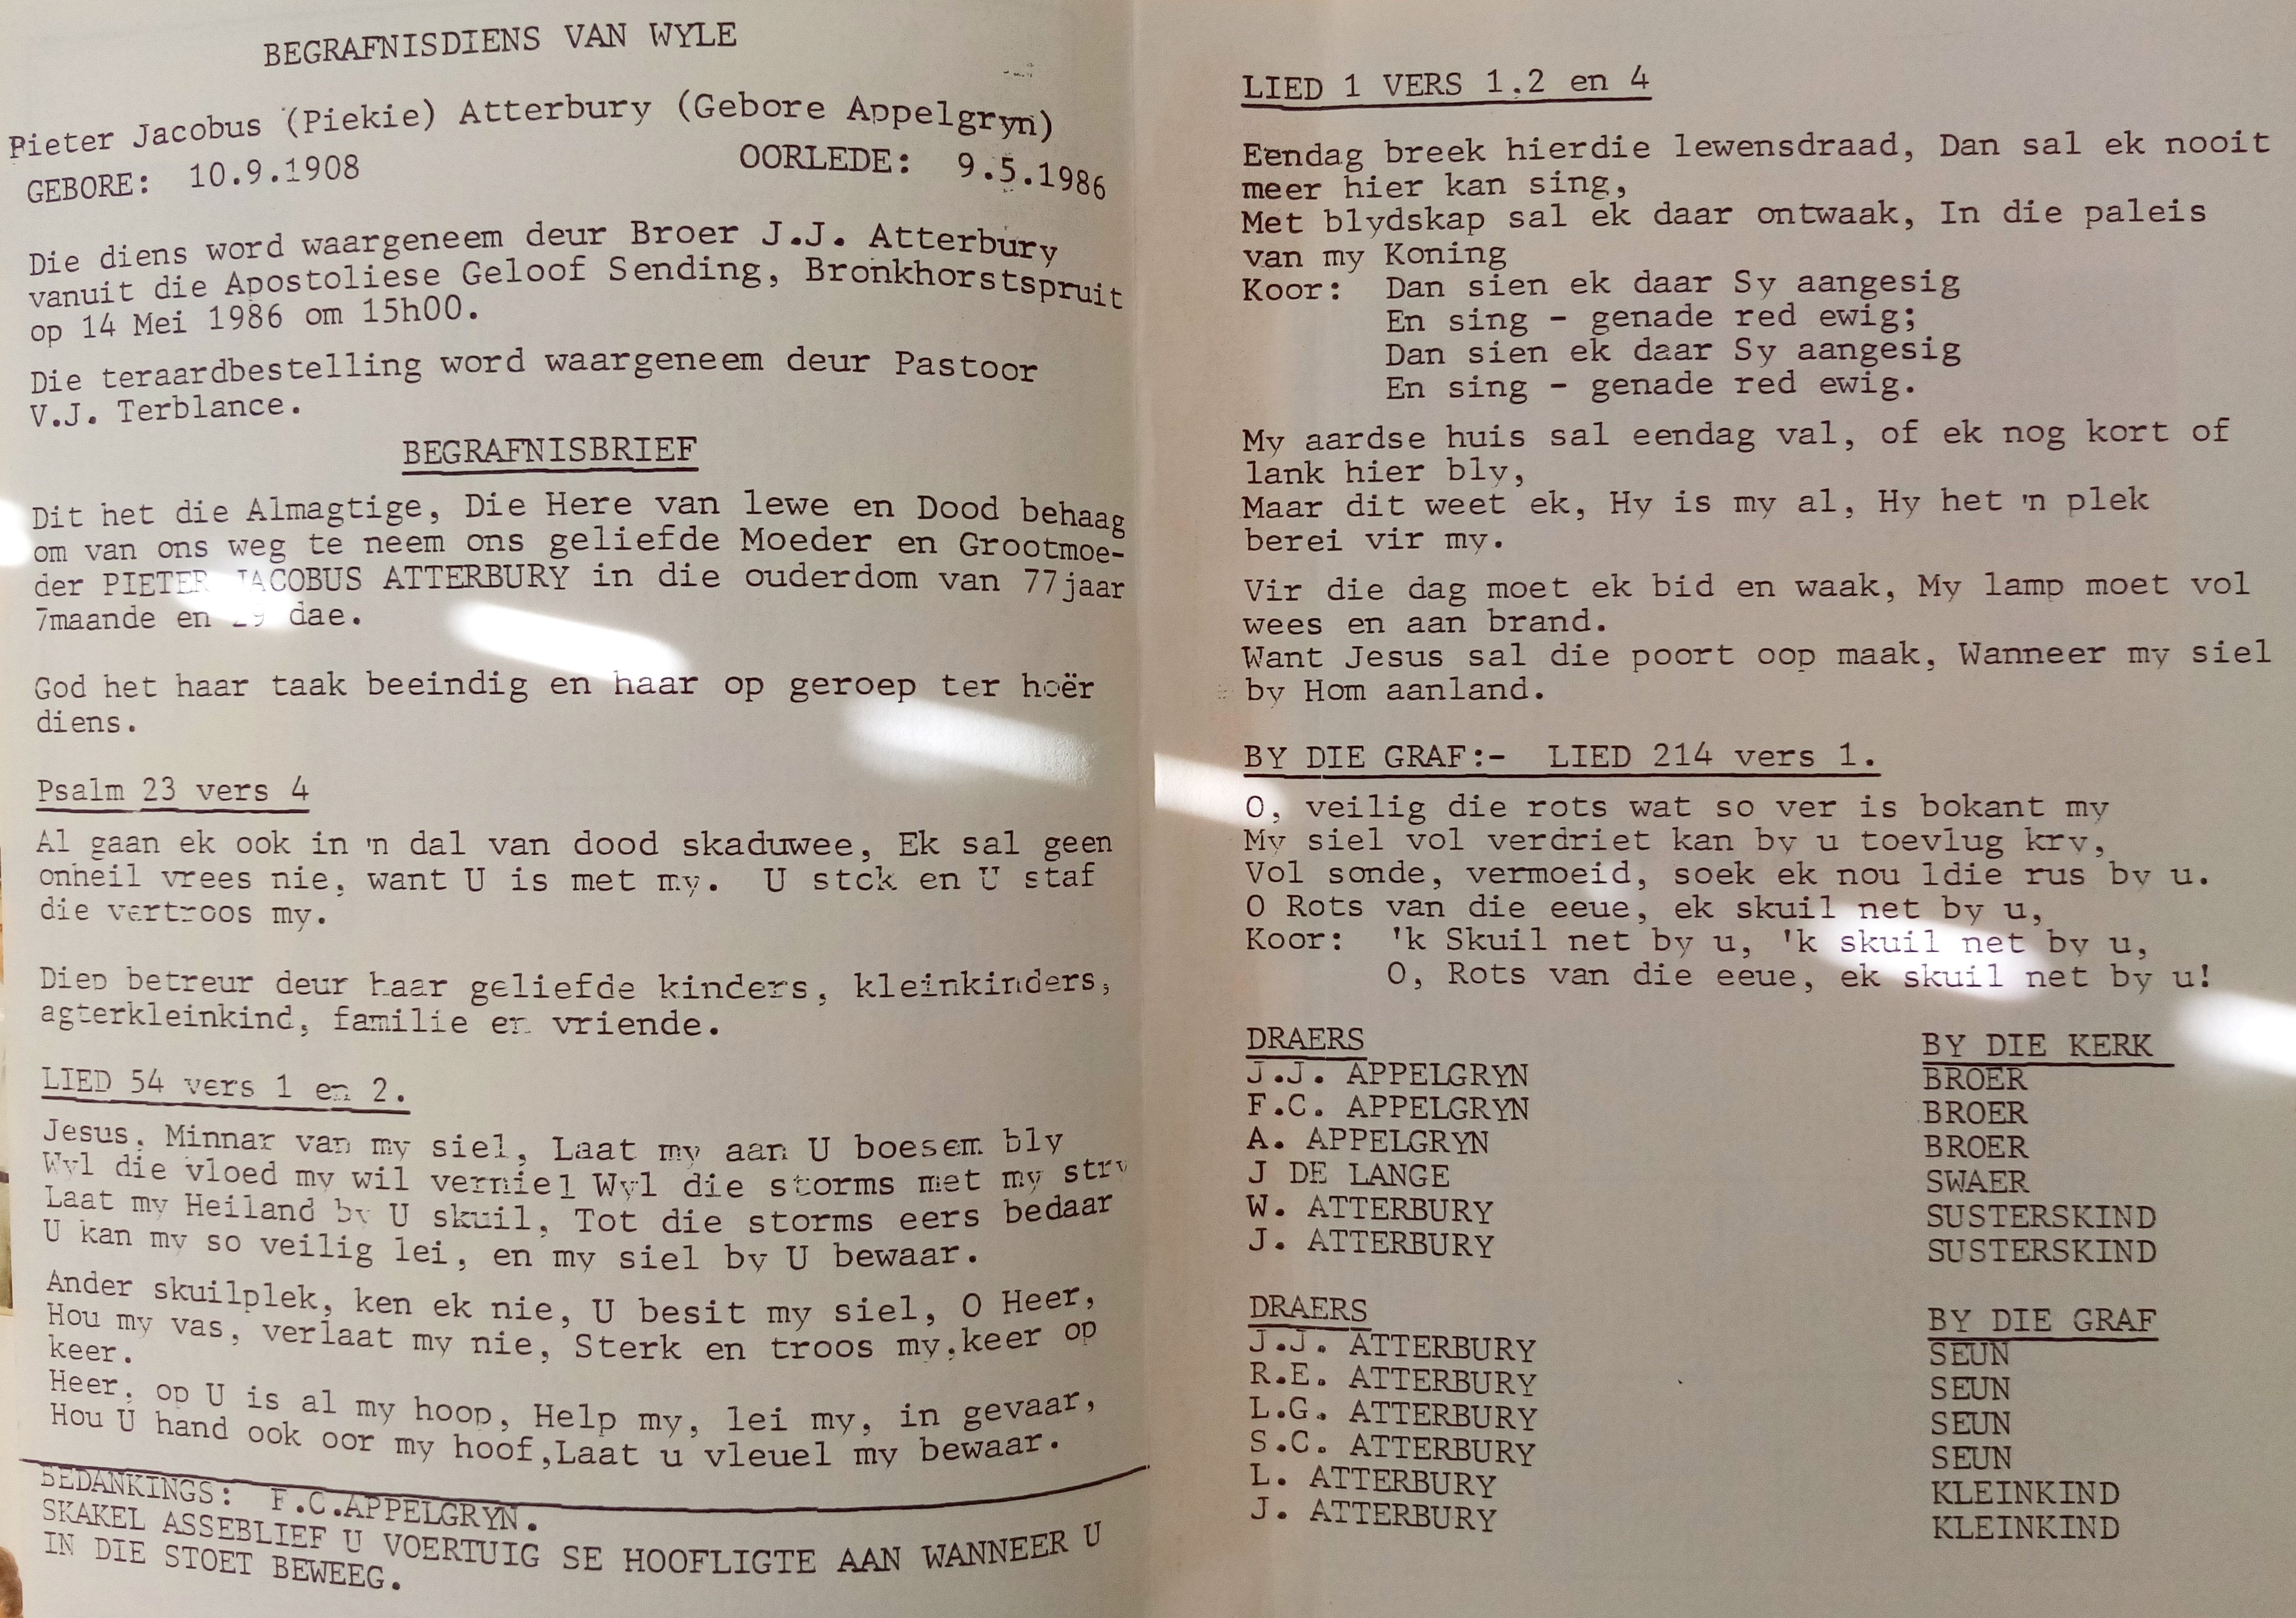 BEGRAFNISDIENS VAN WYLE
Pieter Jacobus (Piekie) Atterbury (Gebore Appelgryn)
GEBORE: 10.9.1908 OORLEDE: 9.5.1986
Die diens word waargeneem deur Broer J.J. Atterbury
vanuit die Apostoliese Geloof Sending, Bronkhorstspruit
op 14 Mei 1986 om 15h00.
Die teraardbestelling word waargeneem deur Pastoor
V.J. Terblance.
BEGRAFNISBRIEF
Dit het die Almagtige, Die Here van lewe en Dood behaag
om van ons weg te neem ons geliefde Moeder en Grootmoe-
der PIETER JACOBUS ATTERBURY in die ouderdom van 77jaar
7maande en 29 dae.
God het haar taak beeindig en haar op geroep ter hoër
diens.
Psalm 23 vers 4
Al gaan ek ook in 'n dal van dood skaduwee, Ek sal geen
onheil vrees nie, want U is met my. U stok en U staf
die vertroos my.
Diep betreur deur haar geliefde kinders, kleinkinders,
agterkleinkind, familie en vriende.
LIED 54 vers 1 en 2.
Jesus, Minnar van my siel, Laat my aan U boesem bly
Wyl die vloed my wil verniel Wyl die storms met my stry
Laat my Heiland by U skuil, Tot die storms eers bedaar
U kan my so veilig lei, en my siel by U bewaar.
Ander skuilplek, ken ek nie, U besit my siel, O Heer,
Hou my vas, verlaat my nie, Sterk en troos my,keer op
keer.
Heer, op U is al my hoop, Help my, lei my, in gevaar,
Hou U hand ook oor my hoof,Laat u vleuel my bewaar.
BEDANKINGS: F.C.APPELGRYN.
SKAKEL ASSEBLIEF U VOERTUIG SE HOOFLIGTE AAN WANNEER U
IN DIE STOET BEWEEG.
LIED 1 VERS 1.2 en 4
Eendag breek hierdie lewensdraad, Dan sal ek nooit
meer hier kan sing,
Met blydskap sal ek daar ontwaak, In die paleis
van my Koning
Koor: Dan sien ek daar Sy aangesig
En sing - genade red ewig;
Dan sien ek daar Sy aangesig
En sing - genade red ewig.
My aardse huis sal eendag val, of ek nog kort of
lank hier bly,
Maar dit weet ek, Hy is my al, Hy het 'n plek
berei vir my.
Vir die dag moet ek bid en waak, My lamp moet vol
wees en aan brand.
Want Jesus sal die poort oop maak, Wanneer my siel
by Hom aanland.
BY DIE GRAF:- LIED 214 vers 1.
O, veilig die rots wat so ver is bokant my
My siel vol verdriet kan by u toevlug kry,
Vol sonde, vermoeid, soek ek nou ldie rus by u.
O Rots van die eeue, ek skuil net by u,
Koor: 'k Skuil net by u, 'k skuil net by u,
O, Rots van die eeue, ek skuil net by u!
DRAERS BY DIE KERK
J.J. APPELGRYN BROER
F.C. APPELGRYN BROER
A. APPELGRYN BROER
J DE LANGE SWAER
W. ATTERBURY SUSTERSKIND
J. ATTERBURY SUSTERSKIND
DRAERS BY DIE GRAF
J.J. ATTERBURY SEUN
R.E. ATTERBURY SEUN
L.G. ATTERBURY SEUN
S.C. ATTERBURY SEUN
L. ATTERBURY KLEINKIND
J. ATTERBURY KLEINKIND